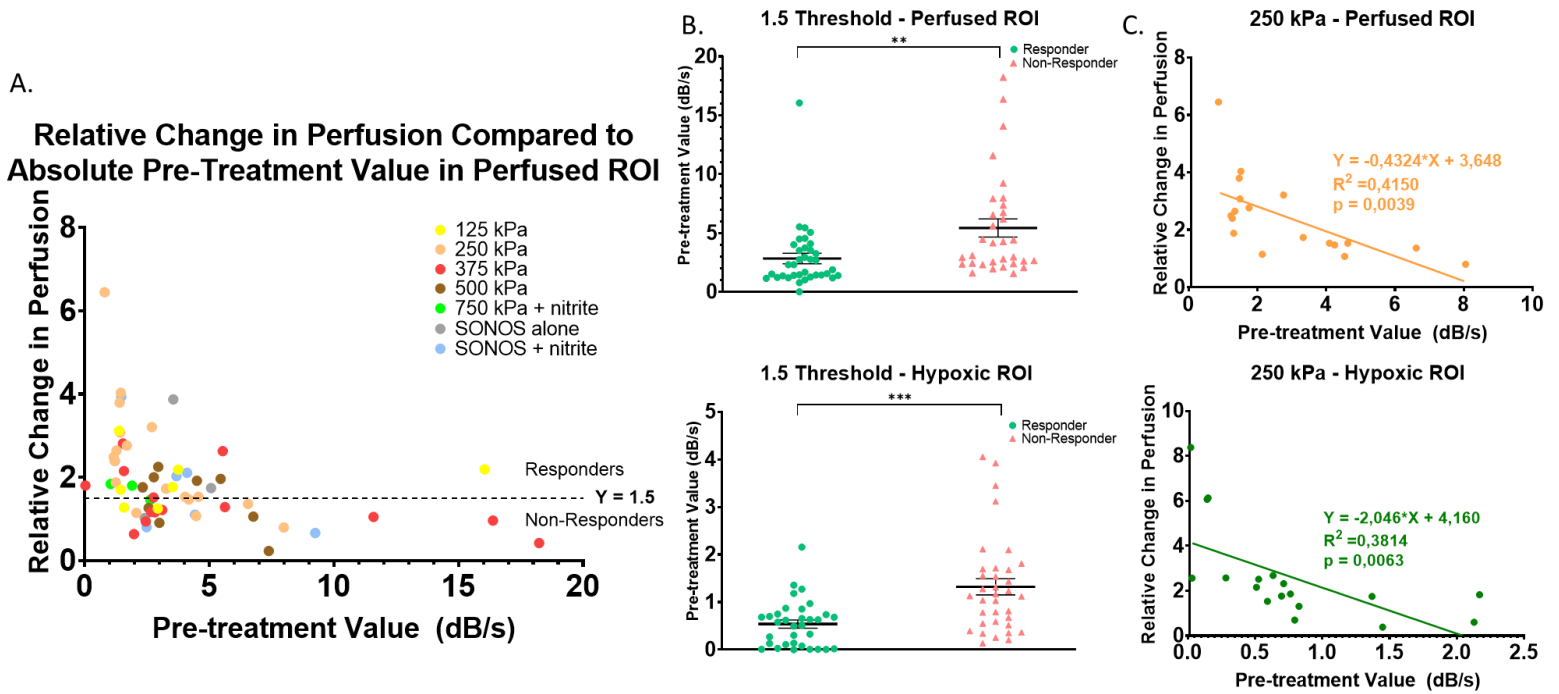 A.
Relative Change in Perfusion Compared to
Absolute Pre-Treatment Value in Perfused ROI
Relative Change in Perfusion
8
6
4
2
0
0
5
10
15
20
Pre-treatment Value (dB/s)
125 kPa
250 kPa
375 kPa
500 kPa
750 kPa + nitrite
SONOS alone
SONOS + nitrite
Responders
Y = 1.5
Non-Responders
B.
1.5 Threshold - Perfused ROI
**
Responder
Non-Responder
Pre-treatment Value (dB/s)
20
15
10
5
0
1.5 Threshold - Hypoxic ROI
***
Responder
Non-Responder
Pre-treatment Value (dB/s)
5
4
3
2
1
0
C.
250 kPa - Perfused ROI
Relative Change in Perfusion
8
6
4
2
0
Y = -0,4324*X + 3,648
R2 =0,4150
p = 0,0039
0
2
4
6
8
10
Pre-treatment Value (dB/s)
250 kPa - Hypoxic ROI
Relative Change in Perfusion
10
8
6
4
2
0
Y = -2,046*X + 4,160
R2 =0,3814
p = 0,0063
0.0
0.5
1.0
1.5
2.0
2.5
Pre-treatment Value (dB/s)